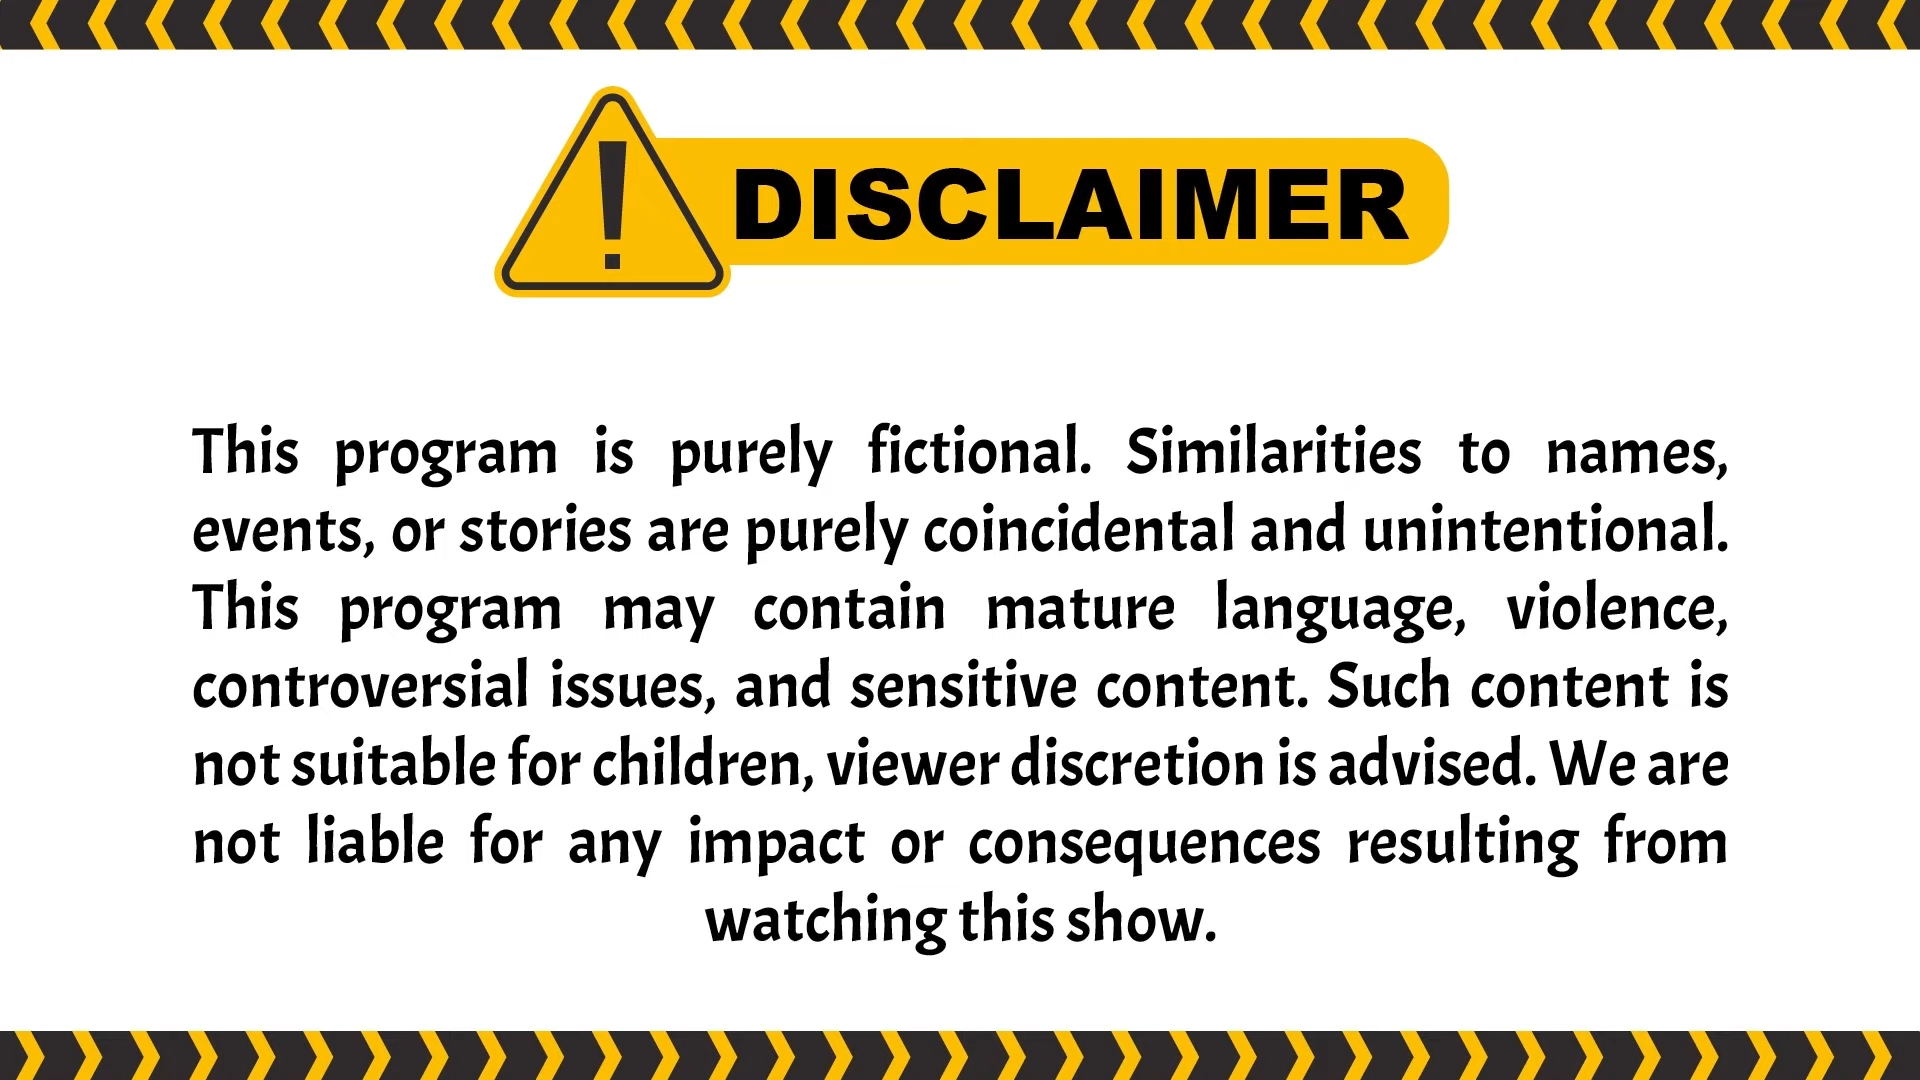 DISCLAIMER
This program is purely fictional. Similarities to names,
events, or stories are purely coincidental and unintentional.
This program may contain mature language, violence,
controversial issues, and sensitive content. Such content is
not suitable for children, viewer discretion is advised. We are
not liable for any impact or consequences resulting from
watching this show.